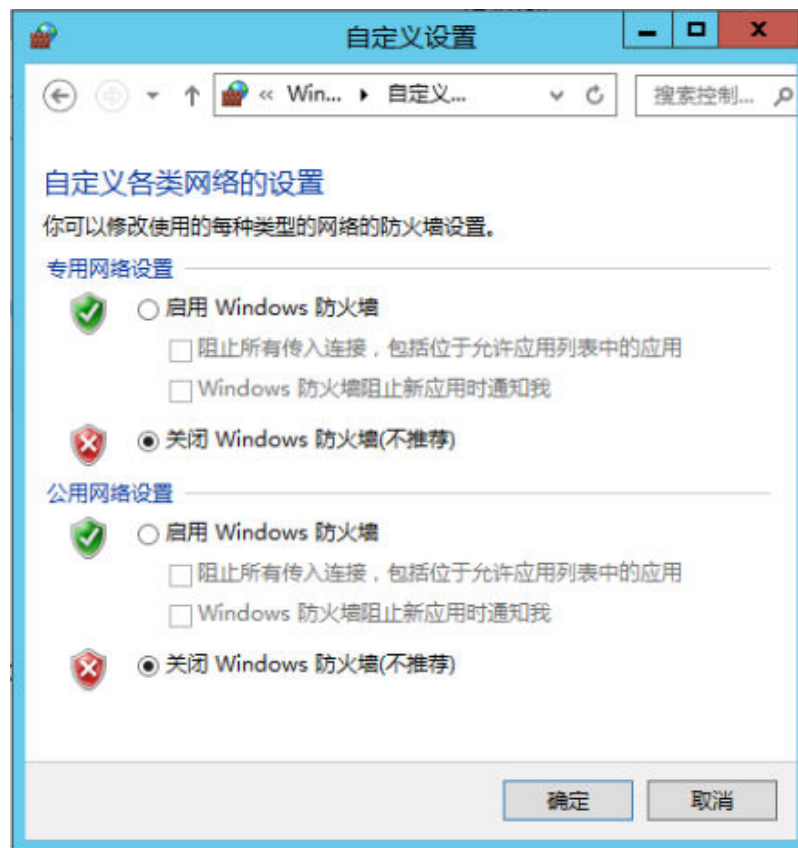 自定义设置
« Win... ▸ 自定义...
搜索控制...
自定义各类网络的设置
你可以修改使用的每种类型的网络的防火墙设置。
专用网络设置
启用 Windows 防火墙
阻止所有传入连接，包括位于允许应用列表中的应用
Windows 防火墙阻止新应用时通知我
关闭 Windows 防火墙(不推荐)
公用网络设置
启用 Windows 防火墙
阻止所有传入连接，包括位于允许应用列表中的应用
Windows 防火墙阻止新应用时通知我
关闭 Windows 防火墙(不推荐)
确定
取消